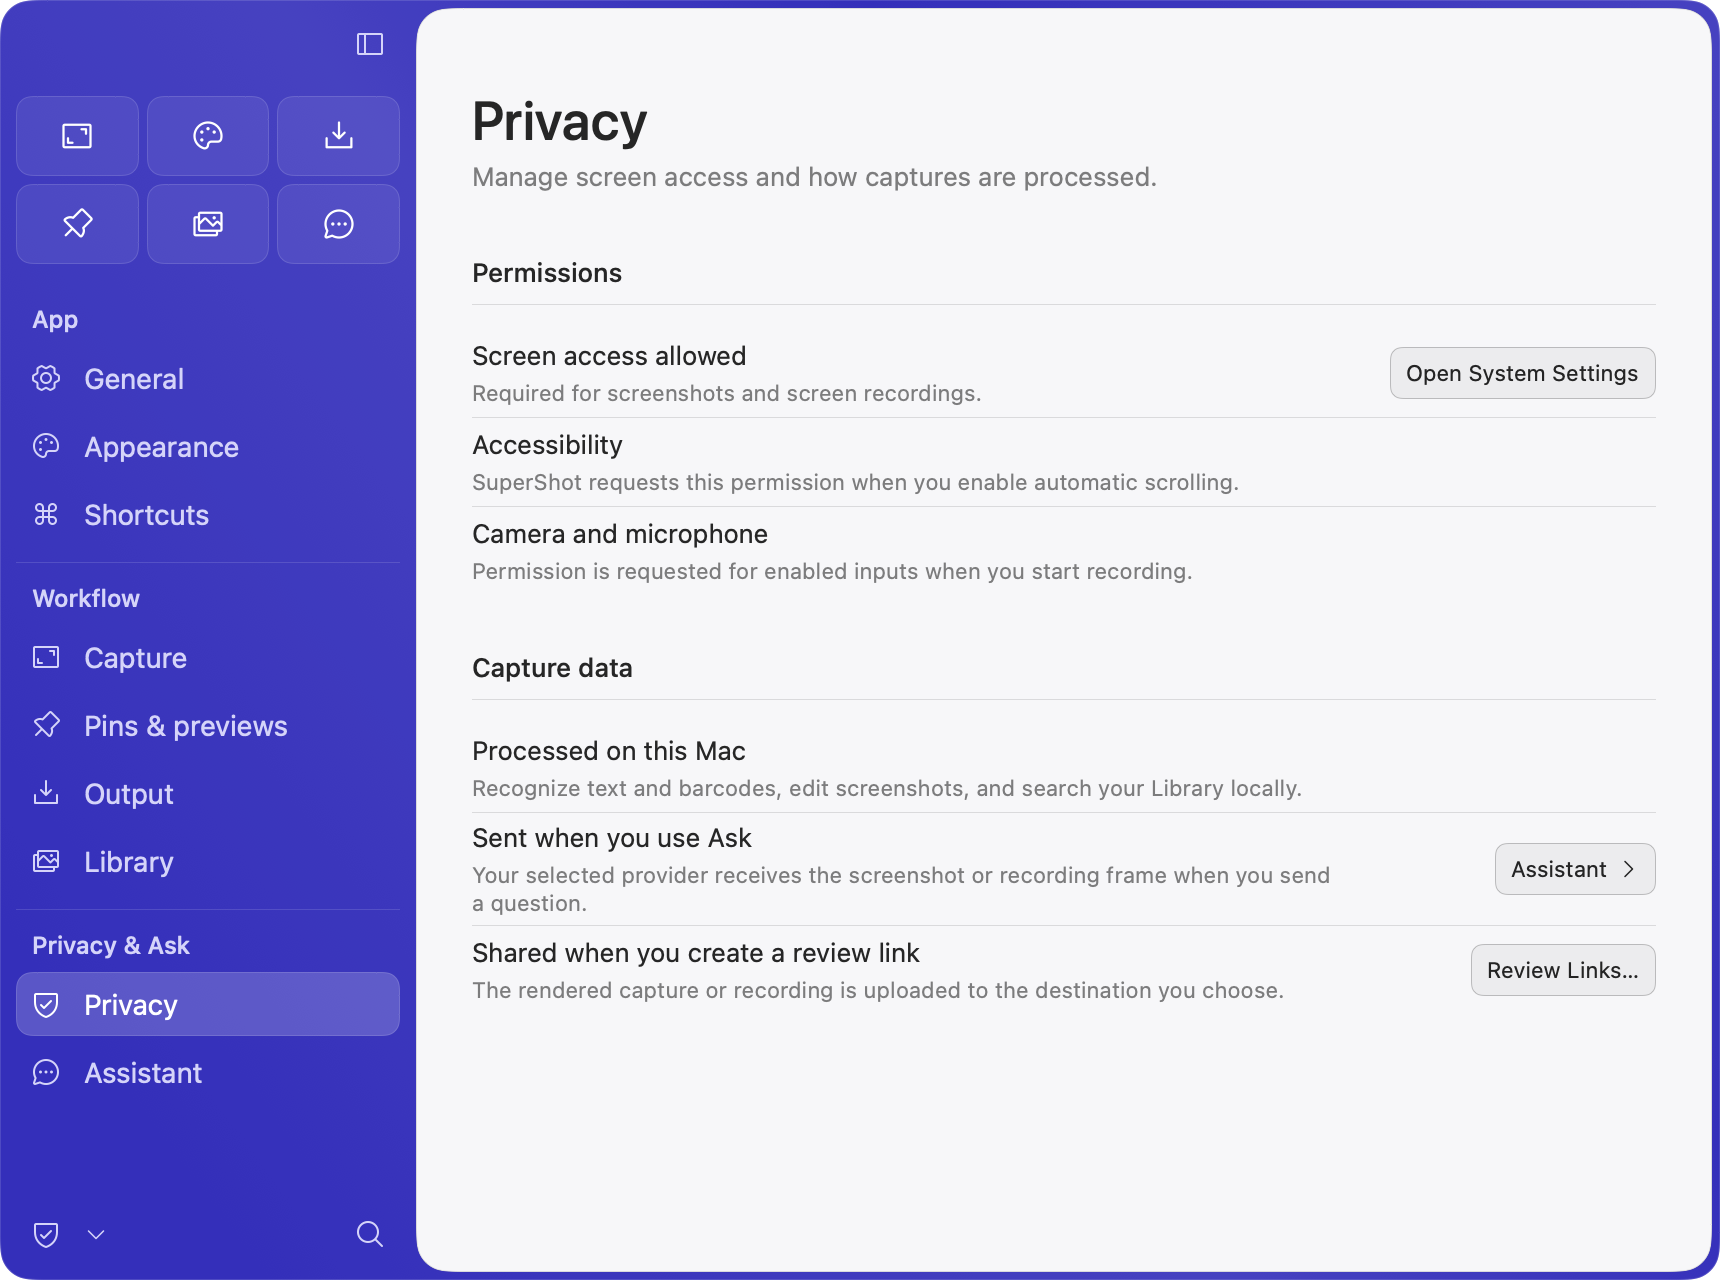 App
General
Appearance
Shortcuts
Workflow
Capture
Pins & previews
Output
Library
Privacy & Ask
Privacy
Assistant
Privacy
Manage screen access and how captures are processed.
Permissions
Screen access allowed
Required for screenshots and screen recordings.
Open System Settings
Accessibility
SuperShot requests this permission when you enable automatic scrolling.
Camera and microphone
Permission is requested for enabled inputs when you start recording.
Capture data
Processed on this Mac
Recognize text and barcodes, edit screenshots, and search your Library locally.
Sent when you use Ask
Your selected provider receives the screenshot or recording frame when you send
a question.
Assistant
Shared when you create a review link
The rendered capture or recording is uploaded to the destination you choose.
Review Links...